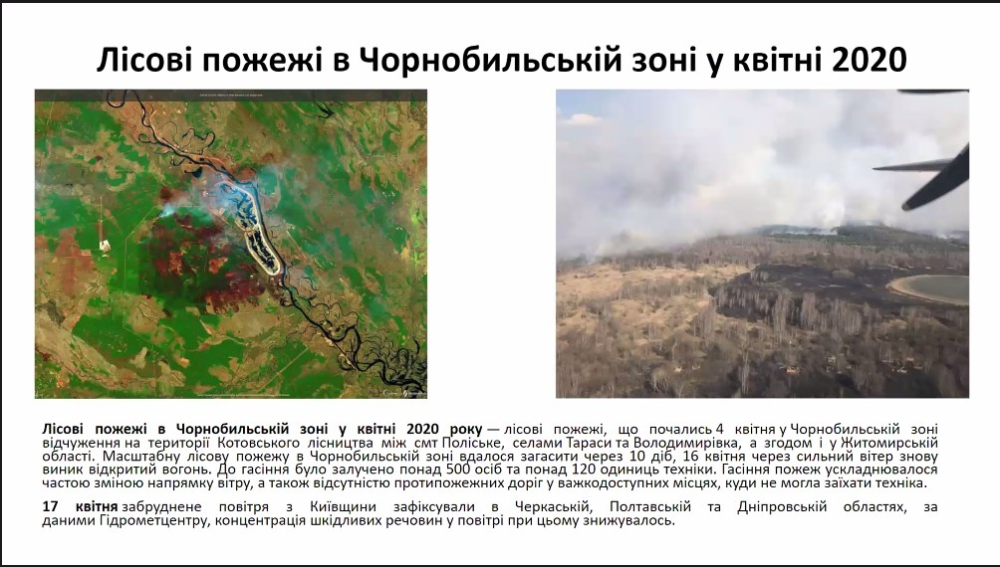 Лісові пожежі в Чорнобильській зоні у квітні 2020
Лісові пожежі в Чорнобильській зоні у квітні 2020 року — лісові пожежі, що почались 4 квітня у Чорнобильській зоні
відчуження на території Котовського лісництва між смт Поліське, селами Тараси та Володимирівка, а згодом і у Житомирській
області. Масштабну лісову пожежу в Чорнобильській зоні вдалося загасити через 10 діб, 16 квітня через сильний вітер знову
виник відкритий вогонь. До гасіння було залучено понад 500 осіб та понад 120 одиниць техніки. Гасіння пожеж ускладнювалося
частою зміною напрямку вітру, а також відсутністю протипожежних доріг у важкодоступних місцях, куди не могла заїхати техніка.
17 квітня забруднене повітря з Київщини зафіксували в Черкаській, Полтавській та Дніпровській областях, за
даними Гідрометцентру, концентрація шкідливих речовин у повітрі при цьому знижувалось.